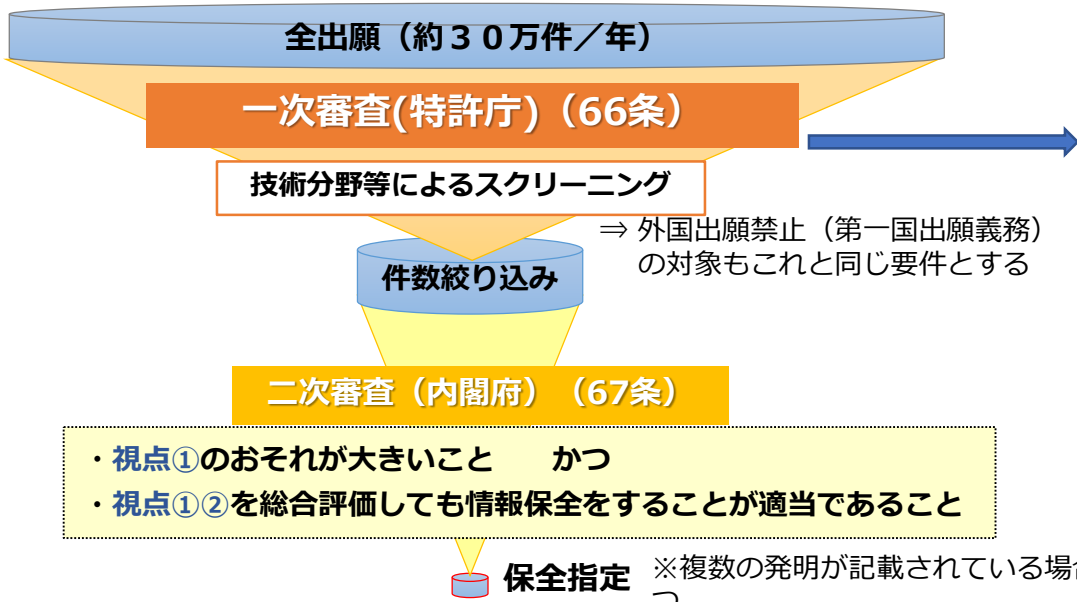 全出願（約３０万件／年）
一次審査(特許庁)（66条）
技術分野等によるスクリーニング
⇒ 外国出願禁止（第一国出願義務）
の対象もこれと同じ要件とする
件数絞り込み
二次審査（内閣府）（67条）
・視点①のおそれが大きいこと　かつ
・視点①②を総合評価しても情報保全をすることが適当であること
保全指定
※複数の発明が記載されている場合
つ